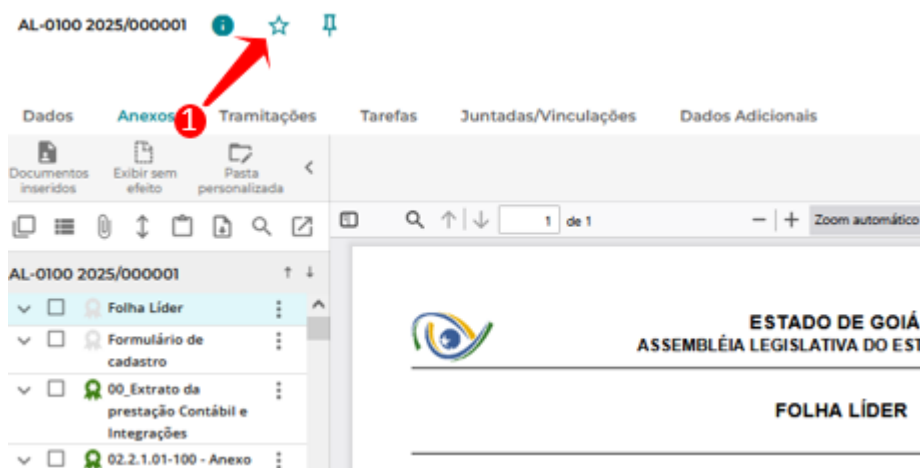 AL-0100 2025/000001
1
Dados Anexos Tramitações Tarefas Juntadas/Vinculações Dados Adicionais
Documentos inseridos
Exibir sem efeito
Pasta personalizada
1 de 1
Zoom automático
AL-0100 2025/000001
Folha Líder
Formulário de
cadastro
00_Extrato da
prestação Contábil e
Integrações
02.2.1.01-100 - Anexo
ESTADO DE GOIÁ
ASSEMBLÉIA LEGISLATIVA DO EST
FOLHA LÍDER